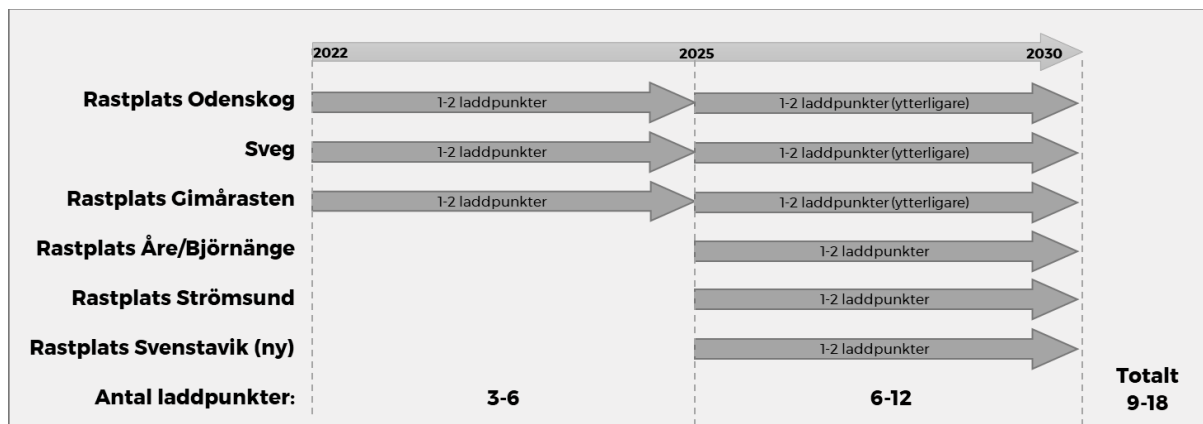 2022 2025 2030
Rastplats Odenskog 1-2 laddpunkter 1-2 laddpunkter (ytterligare)
Sveg 1-2 laddpunkter 1-2 laddpunkter (ytterligare)
Rastplats Gimårasten 1-2 laddpunkter 1-2 laddpunkter (ytterligare)
Rastplats Åre/Björnänge 1-2 laddpunkter
Rastplats Strömsund 1-2 laddpunkter
Rastplats Svenstavik (ny) 1-2 laddpunkter
Antal laddpunkter: 3-6 6-12
Totalt
9-18